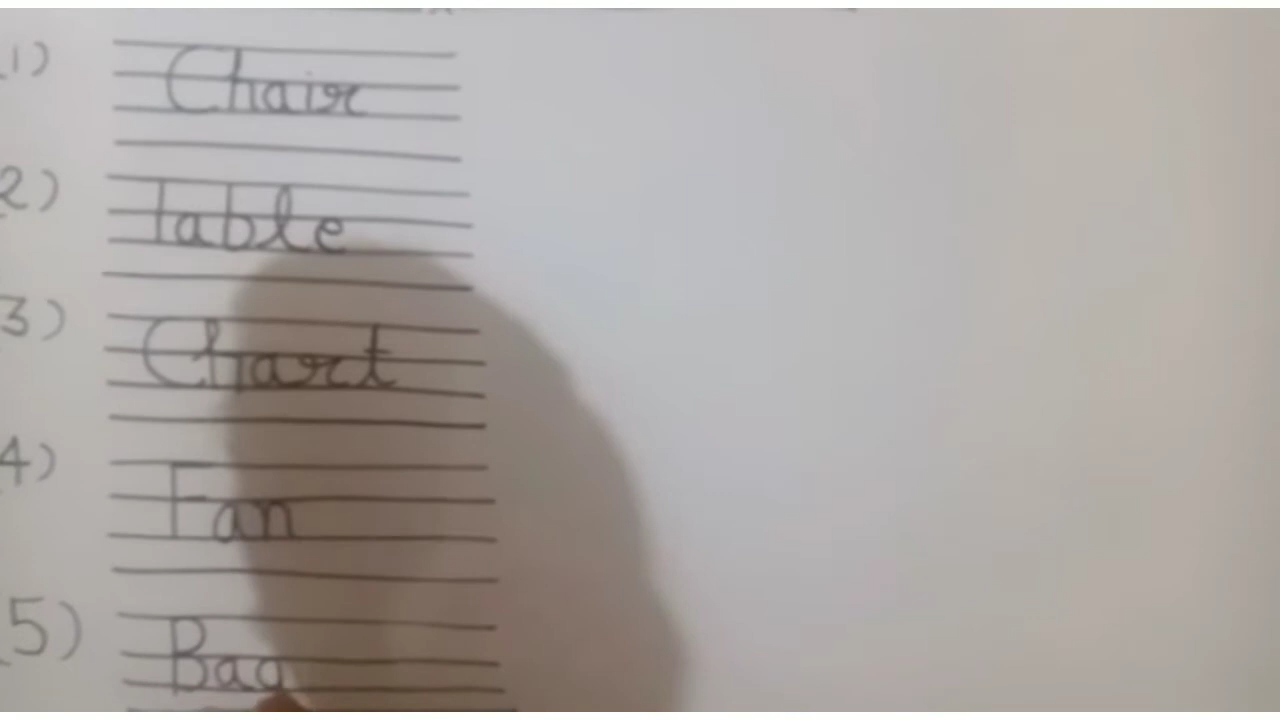 1) Chair
2) Table
3) Chart
4) Fan
5) Bag